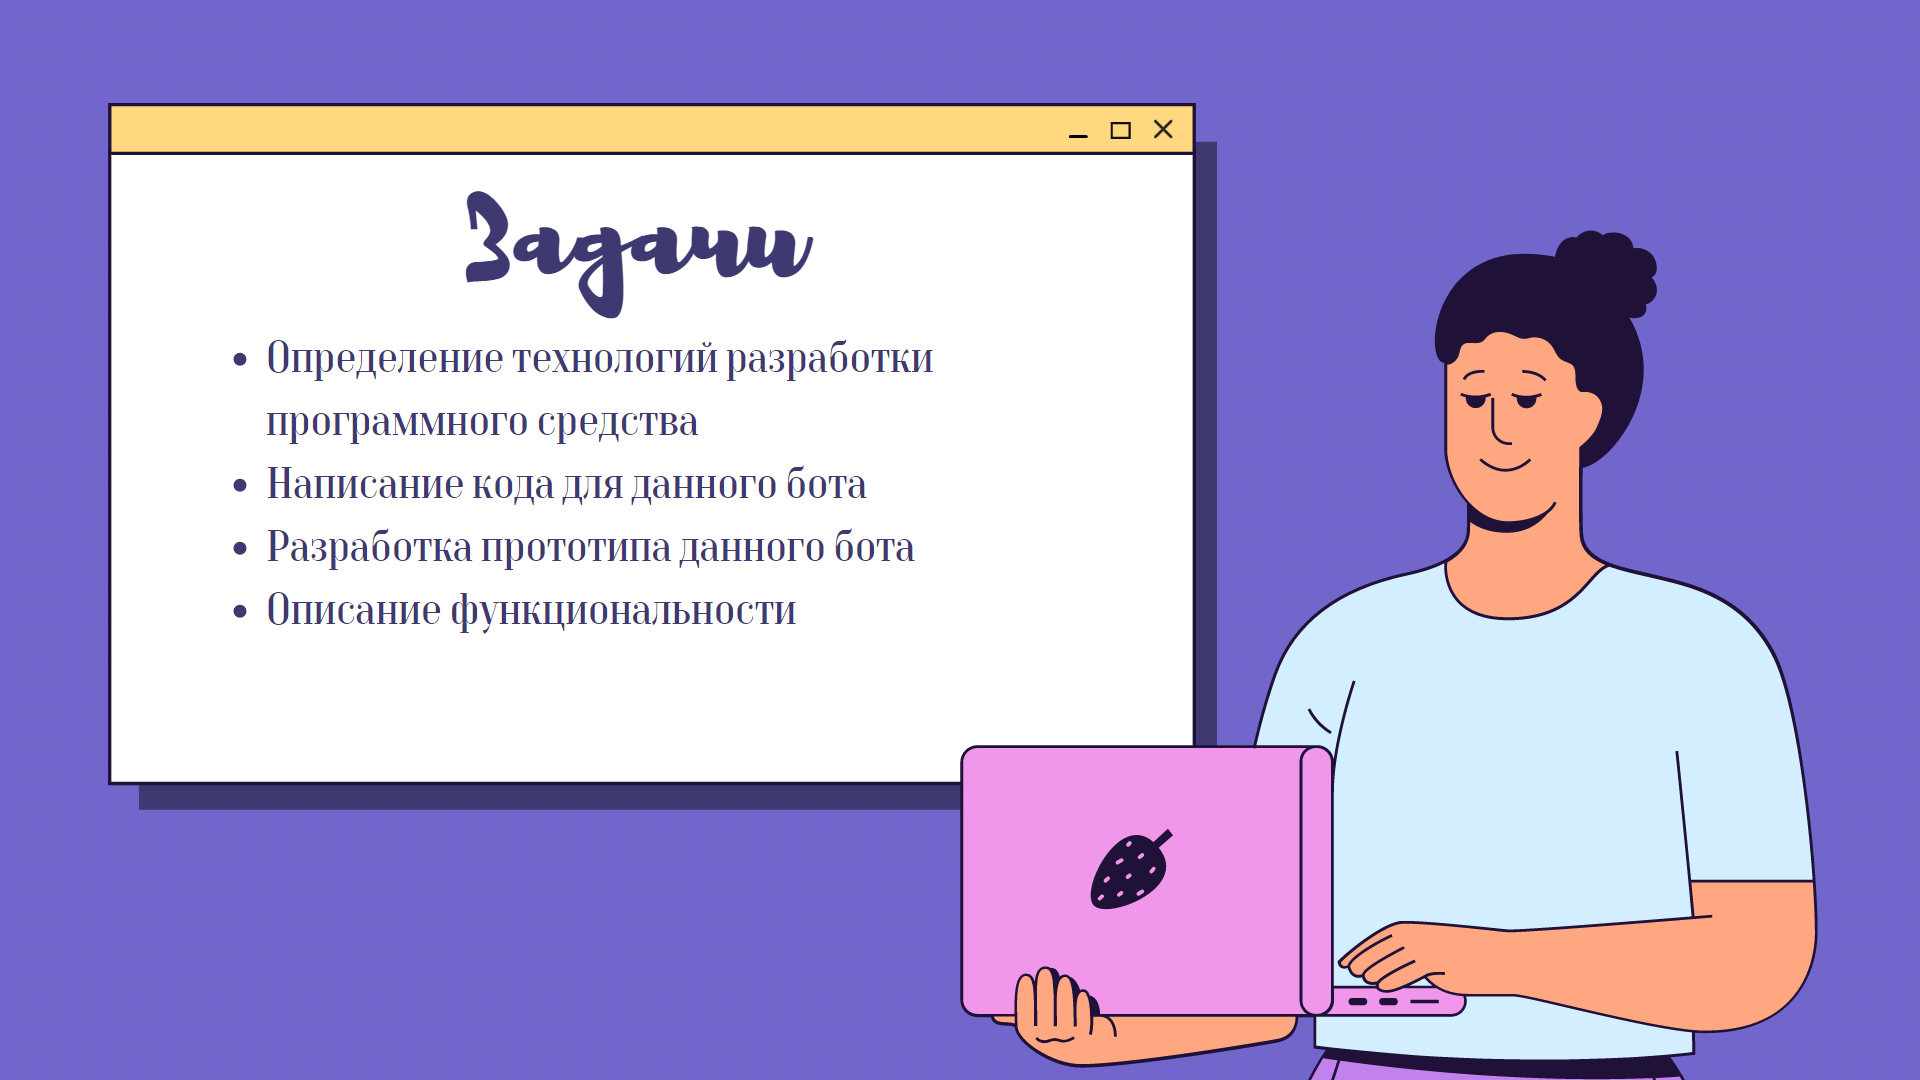 Задачи
• Определение технологий разработки
программного средства
• Написание кода для данного бота
• Разработка прототипа данного бота
• Описание функциональности